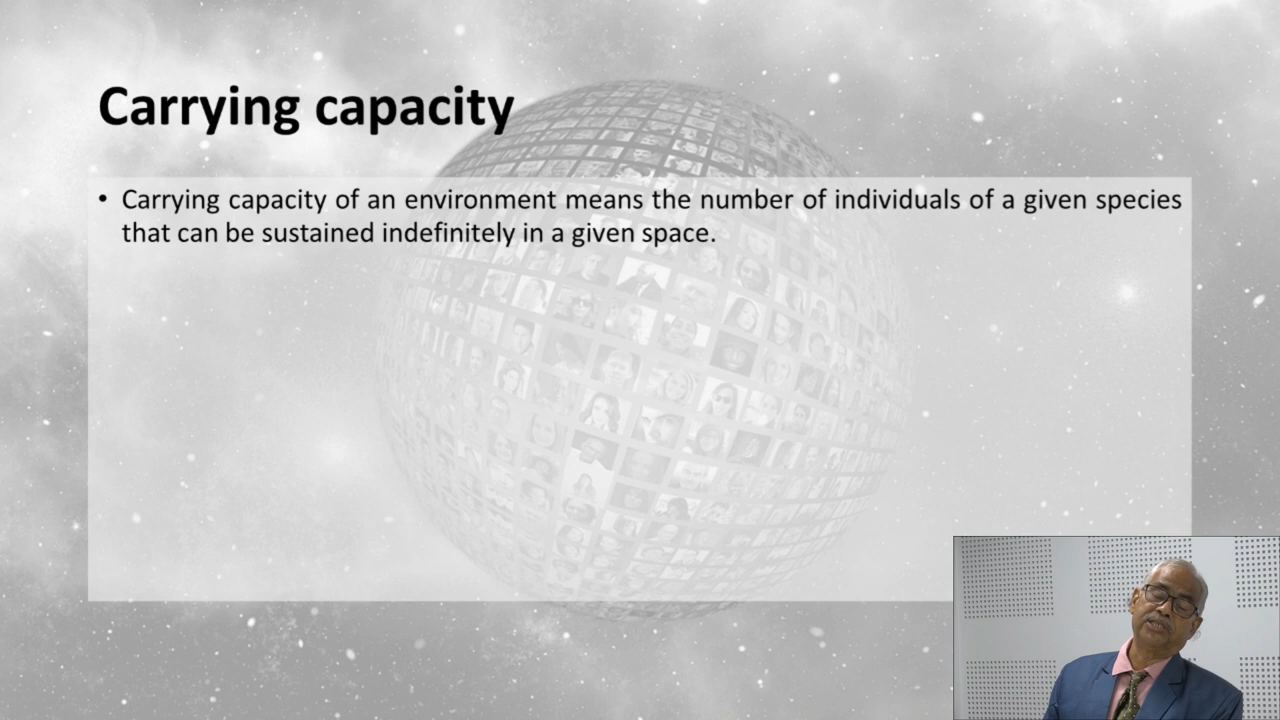 Carrying capacity
• Carrying capacity of an environment means the number of individuals of a given species
that can be sustained indefinitely in a given space.